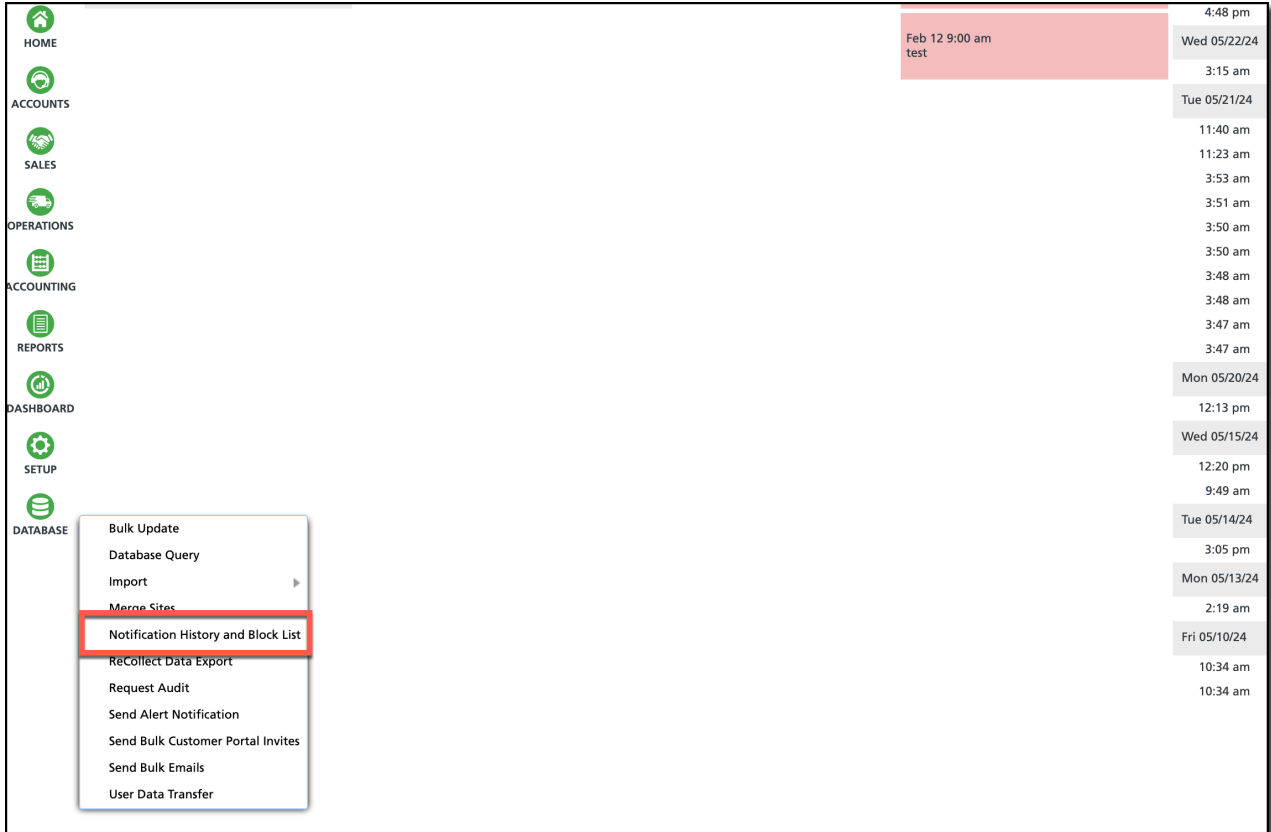 HOME
ACCOUNTS
SALES
OPERATIONS
ACCOUNTING
REPORTS
DASHBOARD
SETUP
DATABASE
Bulk Update
Database Query
Import
Merge Sites
Notification History and Block List
ReCollect Data Export
Request Audit
Send Alert Notification
Send Bulk Customer Portal Invites
Send Bulk Emails
User Data Transfer
Feb 12 9:00 am
test
4:48 pm
Wed 05/22/24
3:15 am
Tue 05/21/24
11:40 am
11:23 am
3:53 am
3:51 am
3:50 am
3:50 am
3:48 am
3:48 am
3:47 am
3:47 am
Mon 05/20/24
12:13 pm
Wed 05/15/24
12:20 pm
9:49 am
Tue 05/14/24
3:05 pm
Mon 05/13/24
2:19 am
Fri 05/10/24
10:34 am
10:34 am